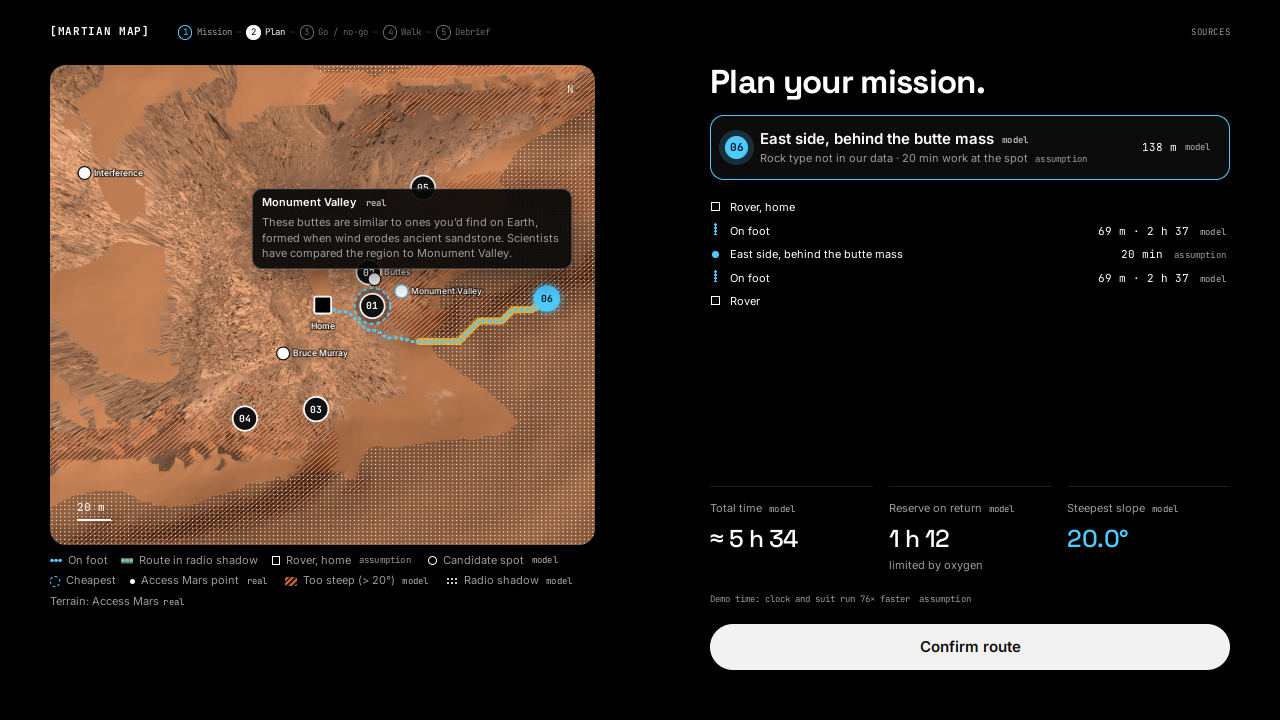 [MARTIAN MAP]
1 Mission – 2 Plan – 3 Go / no-go – 4 Walk – 5 Debrief
SOURCES
N
Interference
05
Monument Valley real
These buttes are similar to ones you'd find on Earth,
formed when wind erodes ancient sandstone. Scientists
have compared the region to Monument Valley.
02
Buttes
Monument Valley
01
06
Home
Bruce Murray
03
04
20 m
On foot
Route in radio shadow
Rover, home assumption
Candidate spot model
Cheapest
Access Mars point real
Too steep (> 20°) model
Radio shadow model
Terrain: Access Mars real
Plan your mission.
06 East side, behind the butte mass model
138 m model
Rock type not in our data · 20 min work at the spot assumption
Rover, home
On foot 69 m · 2 h 37 model
East side, behind the butte mass 20 min assumption
On foot 69 m · 2 h 37 model
Rover
Total time model
≈ 5 h 34
Reserve on return model
1 h 12
limited by oxygen
Steepest slope model
20.0°
Demo time: clock and suit run 76× faster assumption
Confirm route